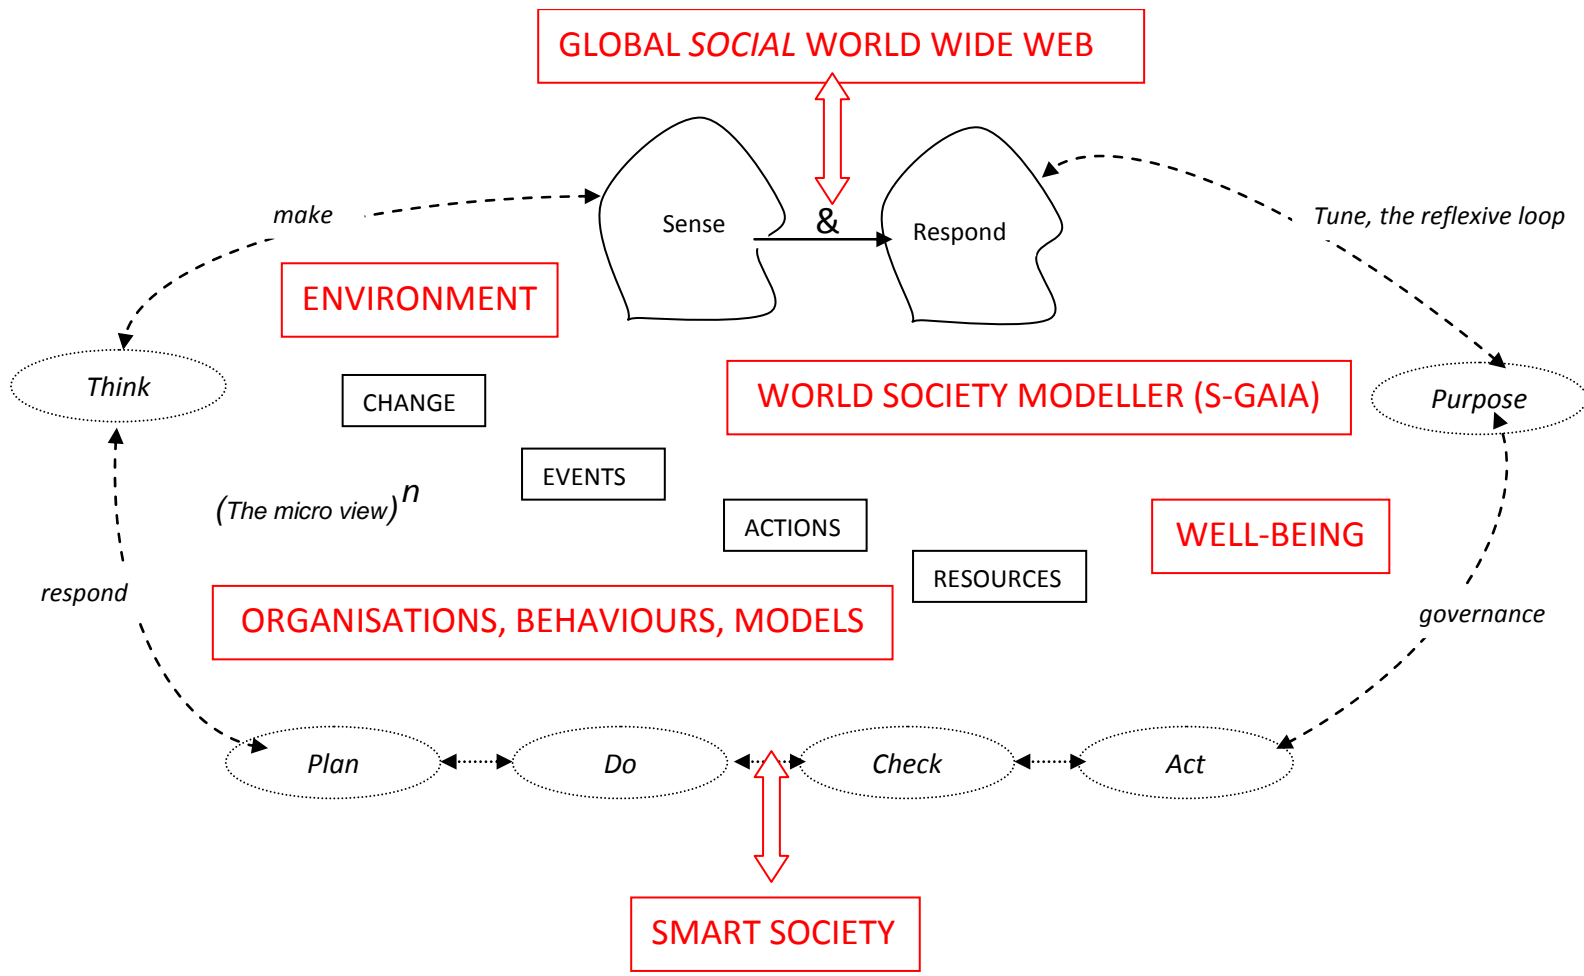 GLOBAL SOCIAL WORLD WIDE WEB
make
Sense
&
Respond
Tune, the reflexive loop
ENVIRONMENT
Think
CHANGE
WORLD SOCIETY MODELLER (S-GAIA)
Purpose
EVENTS
(The micro view)n
ACTIONS
WELL-BEING
RESOURCES
respond
ORGANISATIONS, BEHAVIOURS, MODELS
governance
Plan
Do
Check
Act
SMART SOCIETY